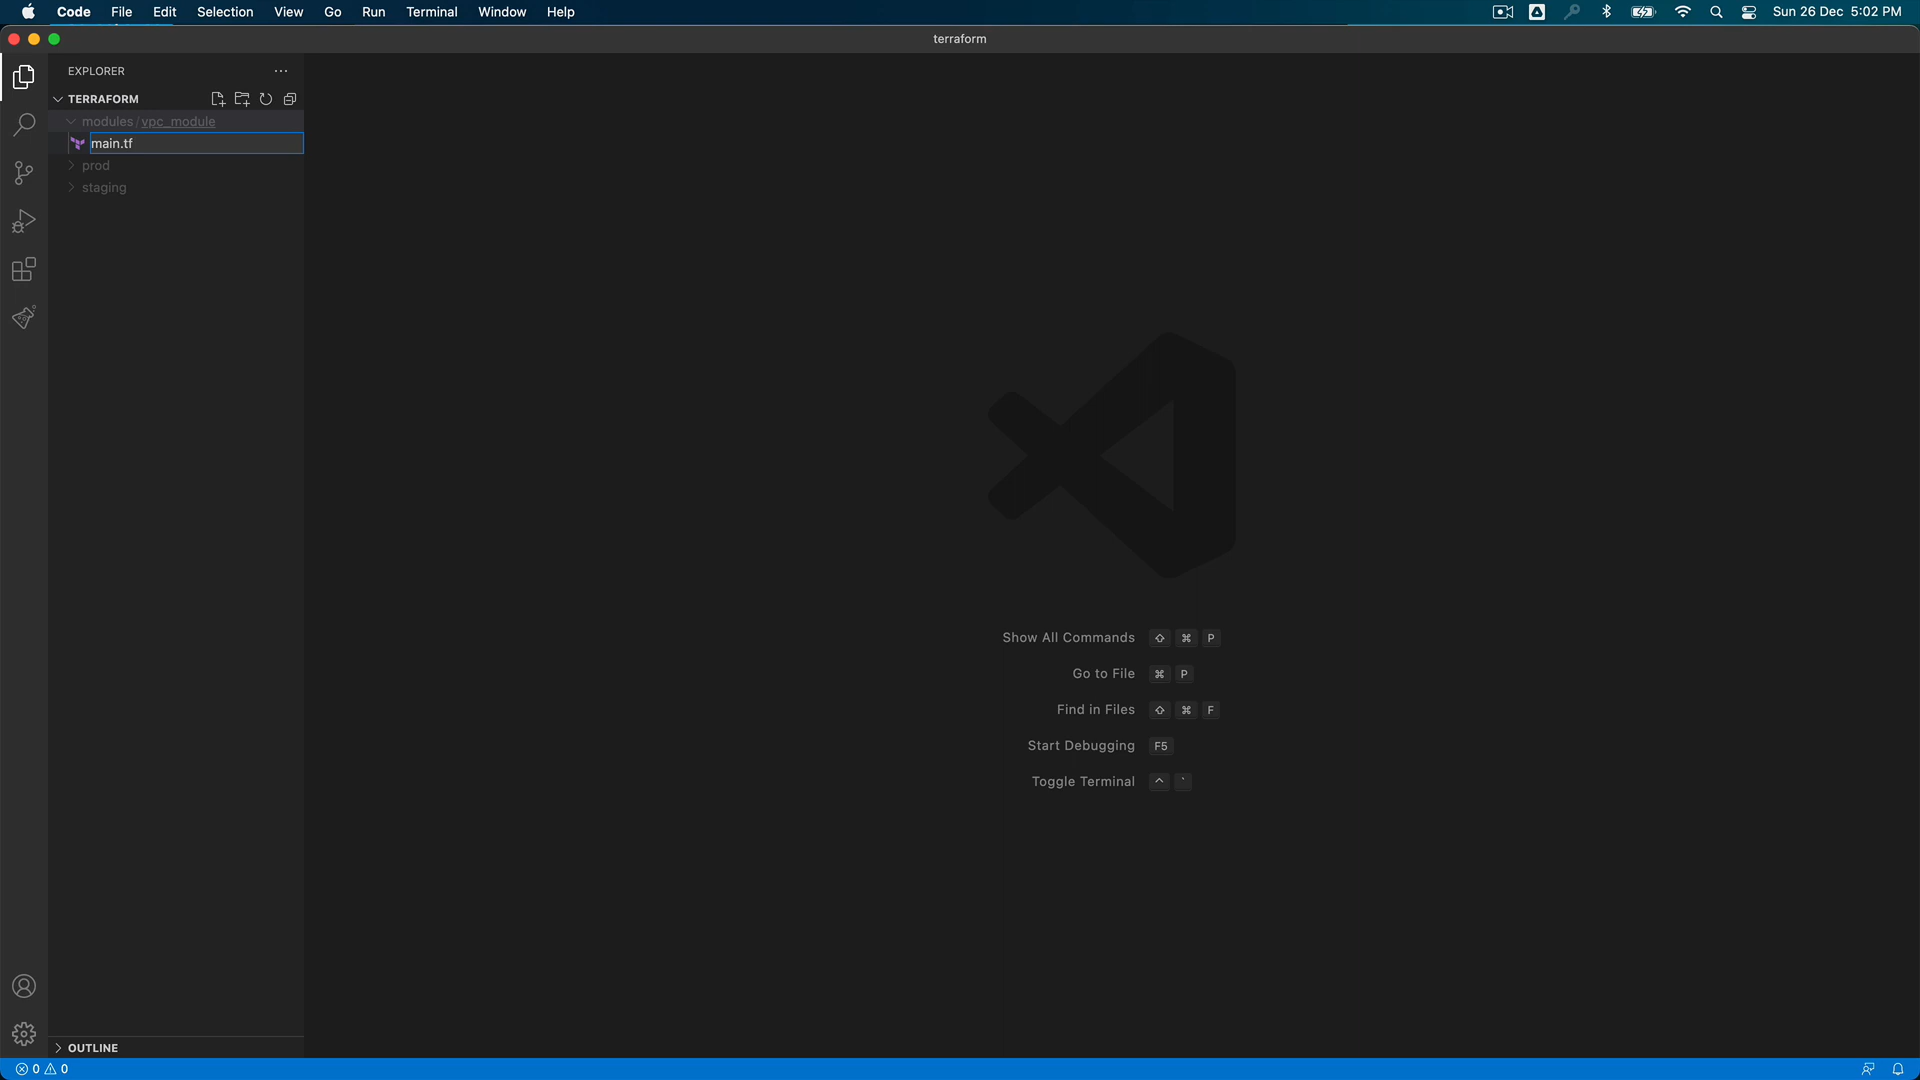 Code File Edit Selection View Go Run Terminal Window Help Sun 26 Dec 5:02 PM
terraform
EXPLORER
TERRAFORM
modules / vpc_module
main.tf
prod
staging
Show All Commands ⇧ ⌘ P
Go to File ⌘ P
Find in Files ⇧ ⌘ F
Start Debugging F5
Toggle Terminal ^ `
OUTLINE
0 0